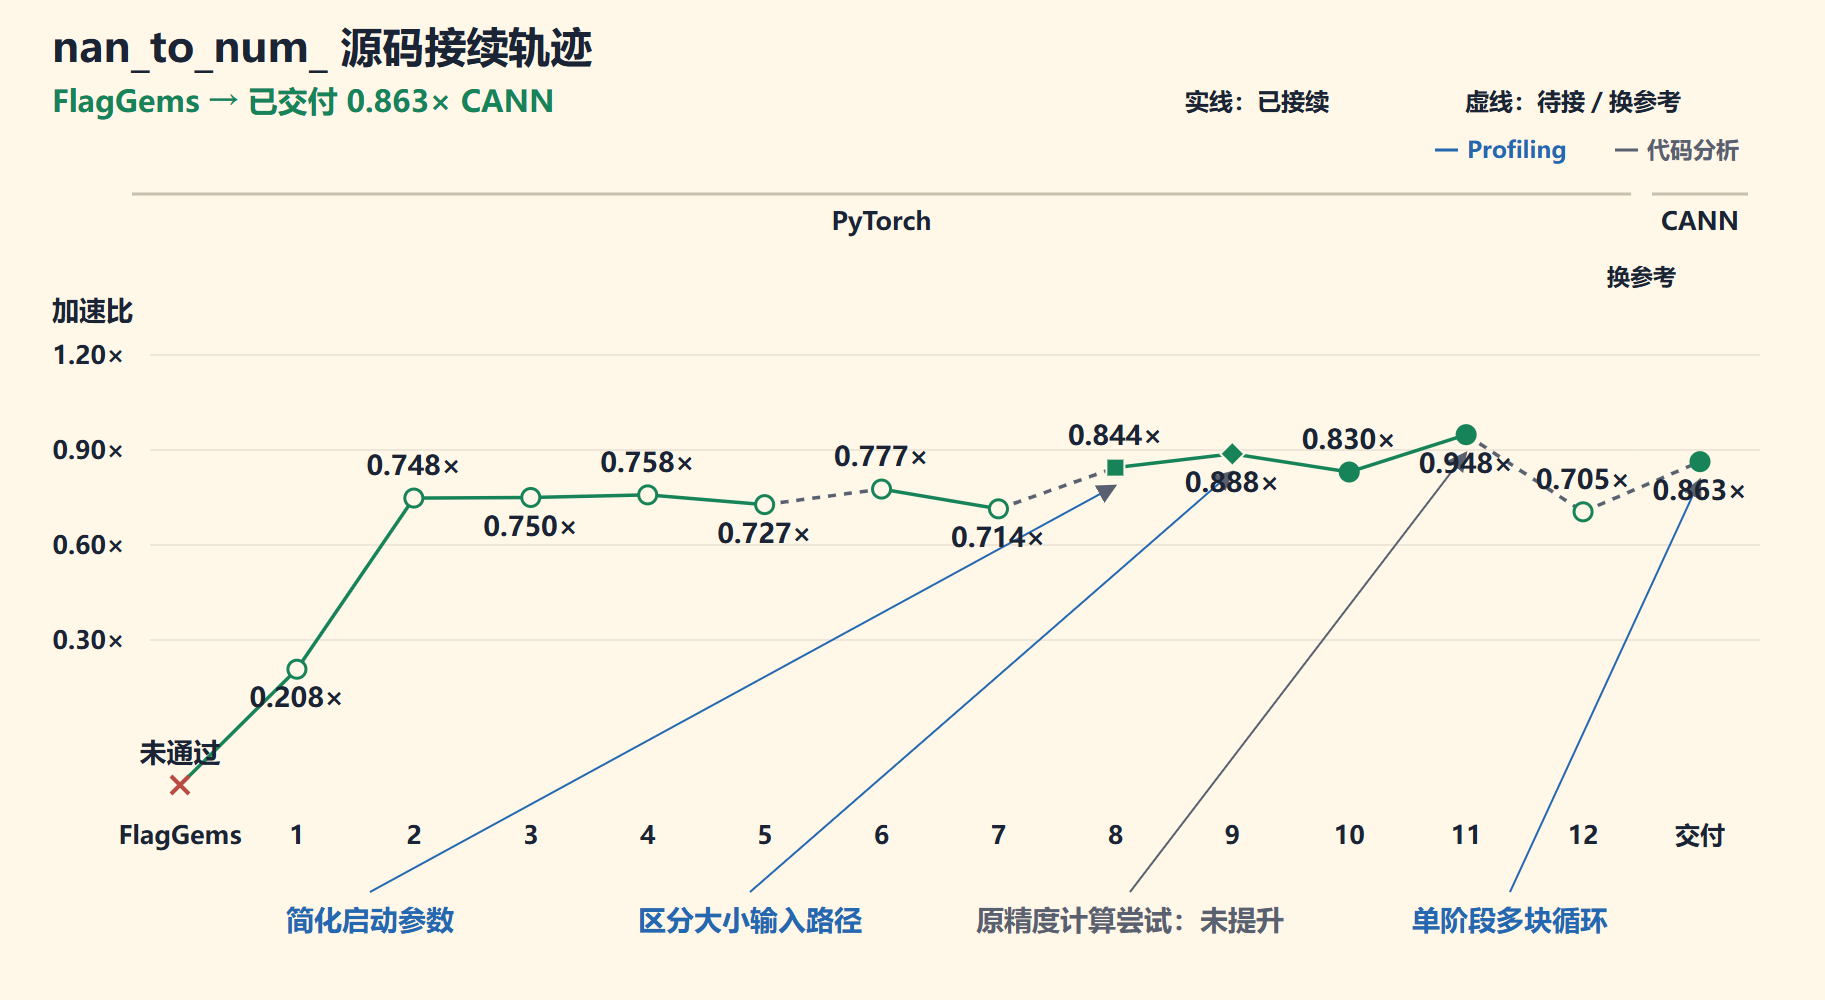 nan_to_num_ 源码接续轨迹
FlagGems → 已交付 0.863× CANN
实线：已接续
虚线：待接 / 换参考
Profiling
代码分析
PyTorch
CANN
换参考
加速比
1.20×
0.90×
0.60×
0.30×
未通过
0.208×
0.748×
0.750×
0.758×
0.727×
0.777×
0.714×
0.844×
0.888×
0.830×
0.948×
0.705×
0.863×
FlagGems 1 2 3 4 5 6 7 8 9 10 11 12 交付
简化启动参数
区分大小输入路径
原精度计算尝试：未提升
单阶段多块循环